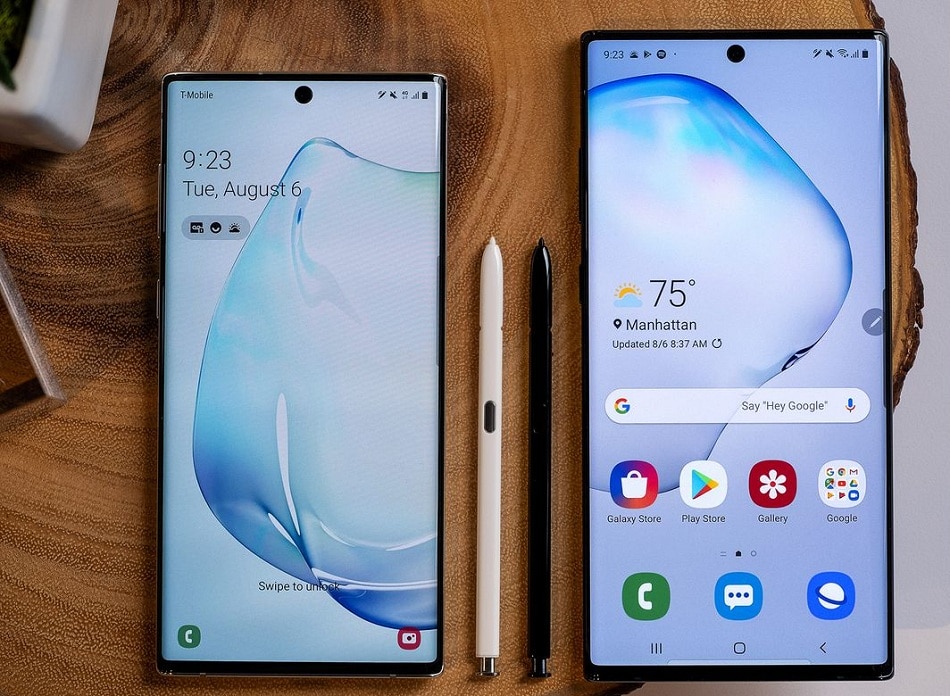 T-Mobile
9:23
Tue, August 6
Swipe to unlock
9:23
75°
Manhattan
Updated 8/6 8:37 AM
Say "Hey Google"
Galaxy Store
Play Store
Gallery
Google